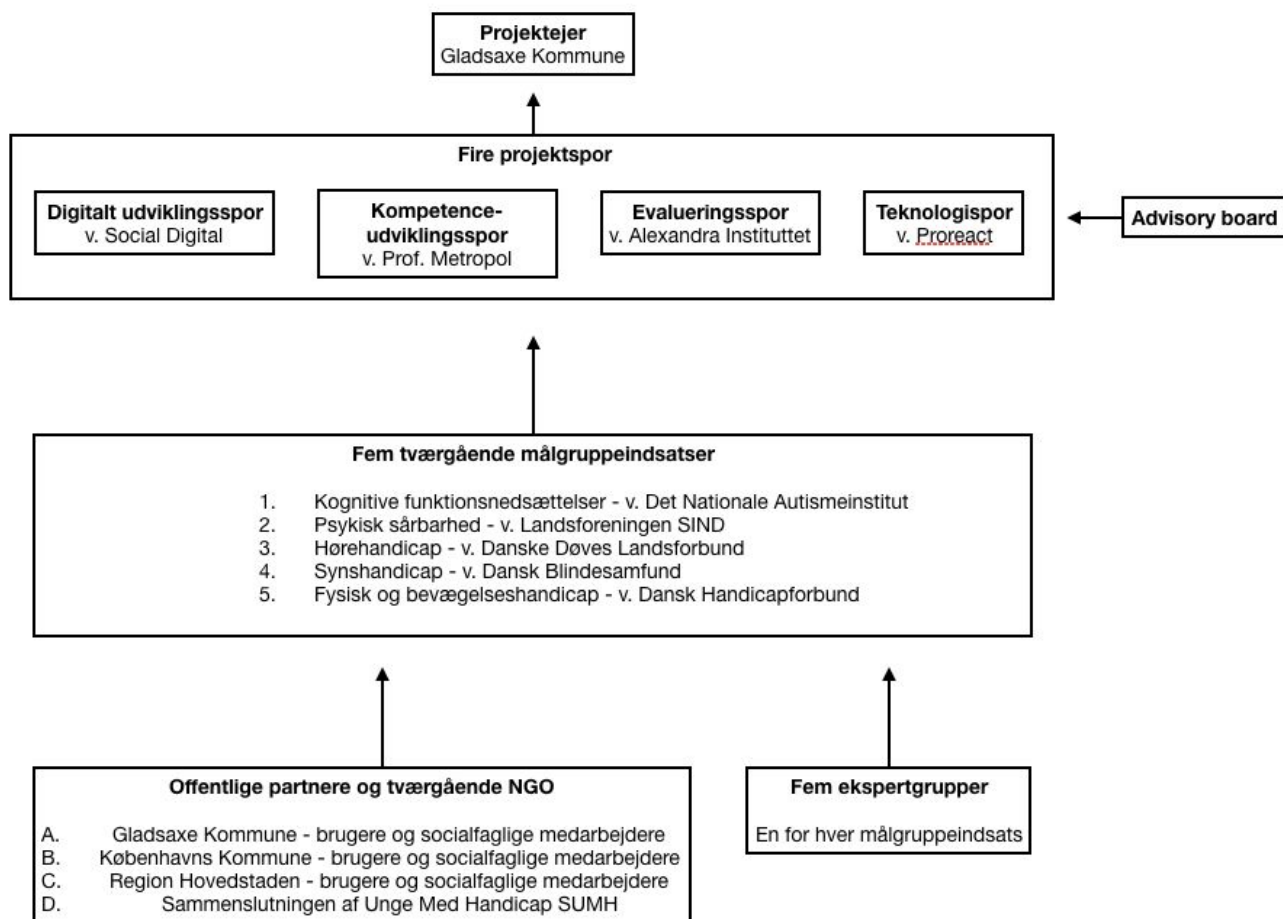 Projektejer
Gladsaxe Kommune
Fire projektspor
Digitalt udviklingsspor
v. Social Digital
Kompetence-
udviklingsspor
v. Prof. Metropol
Evalueringsspor
v. Alexandra Instituttet
Teknologispor
v. Proreact
Advisory board
Fem tværgående målgruppeindsatser
1. Kognitive funktionsnedsættelser - v. Det Nationale Autismeinstitut
2. Psykisk sårbarhed - v. Landsforeningen SIND
3. Hørehandicap - v. Danske Døves Landsforbund
4. Synshandicap - v. Dansk Blindesamfund
5. Fysisk og bevægelseshandicap - v. Dansk Handicapforbund
Offentlige partnere og tværgående NGO
A. Gladsaxe Kommune - brugere og socialfaglige medarbejdere
B. Københavns Kommune - brugere og socialfaglige medarbejdere
C. Region Hovedstaden - brugere og socialfaglige medarbejdere
D. Sammenslutningen af Unge Med Handicap SUMH
Fem ekspertgrupper
En for hver målgruppeindsats